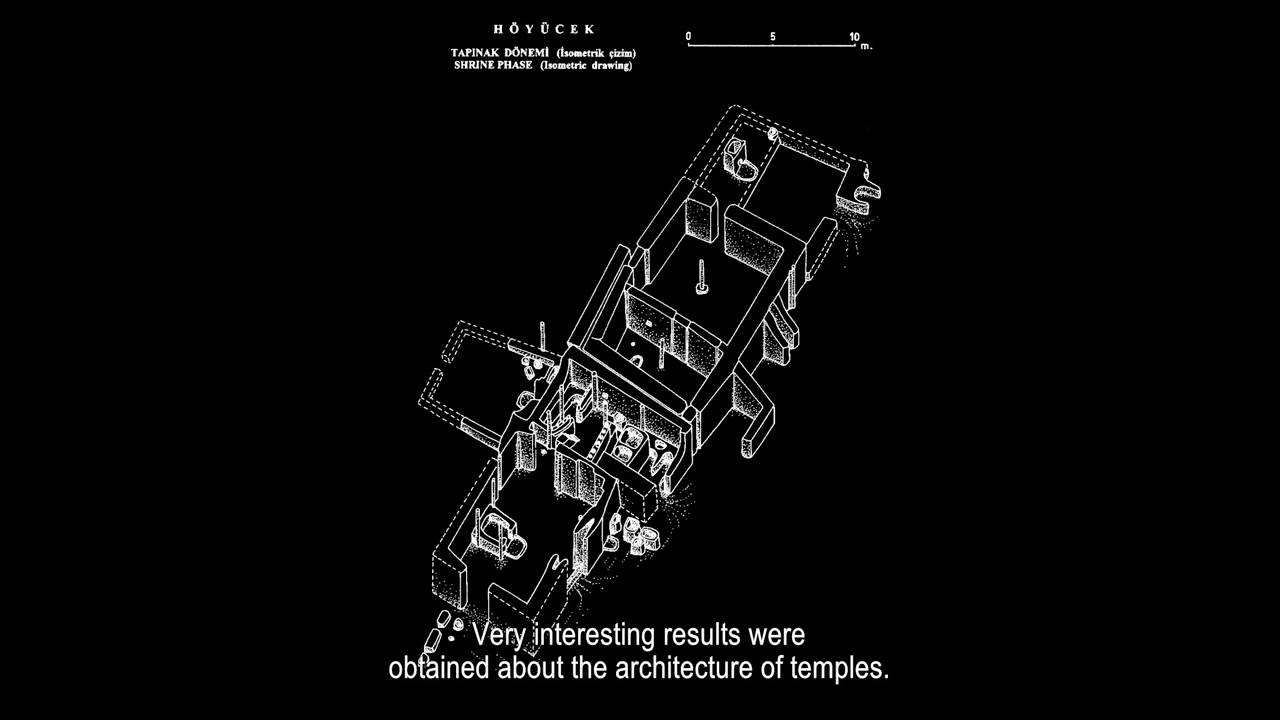 HÖYÜCEK
TAPINAK DÖNEMİ (İsometrik çizim)
SHRINE PHASE (Isometric drawing)
0 5 10
m.
Very interesting results were
obtained about the architecture of temples.